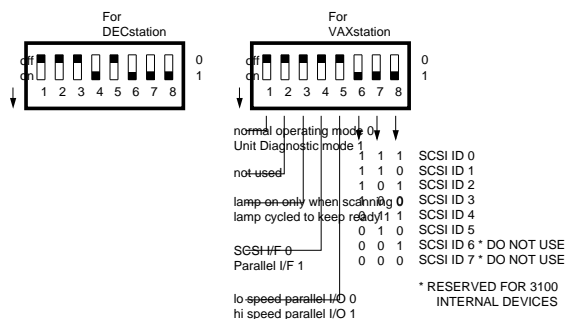 For
DECstation
off 0
on 1
1 2 3 4 5 6 7 8
For
VAXstation
off 0
on 1
1 2 3 4 5 6 7 8
normal operating mode 0
Unit Diagnostic mode 1
not used
lamp on only when scanning 0
lamp cycled to keep ready 1
SCSI I/F 0
Parallel I/F 1
lo speed parallel I/O 0
hi speed parallel I/O 1
1 1 1 SCSI ID 0
1 1 0 SCSI ID 1
1 0 1 SCSI ID 2
1 0 0 SCSI ID 3
0 1 1 SCSI ID 4
0 1 0 SCSI ID 5
0 0 1 SCSI ID 6 * DO NOT USE
0 0 0 SCSI ID 7 * DO NOT USE
* RESERVED FOR 3100
INTERNAL DEVICES